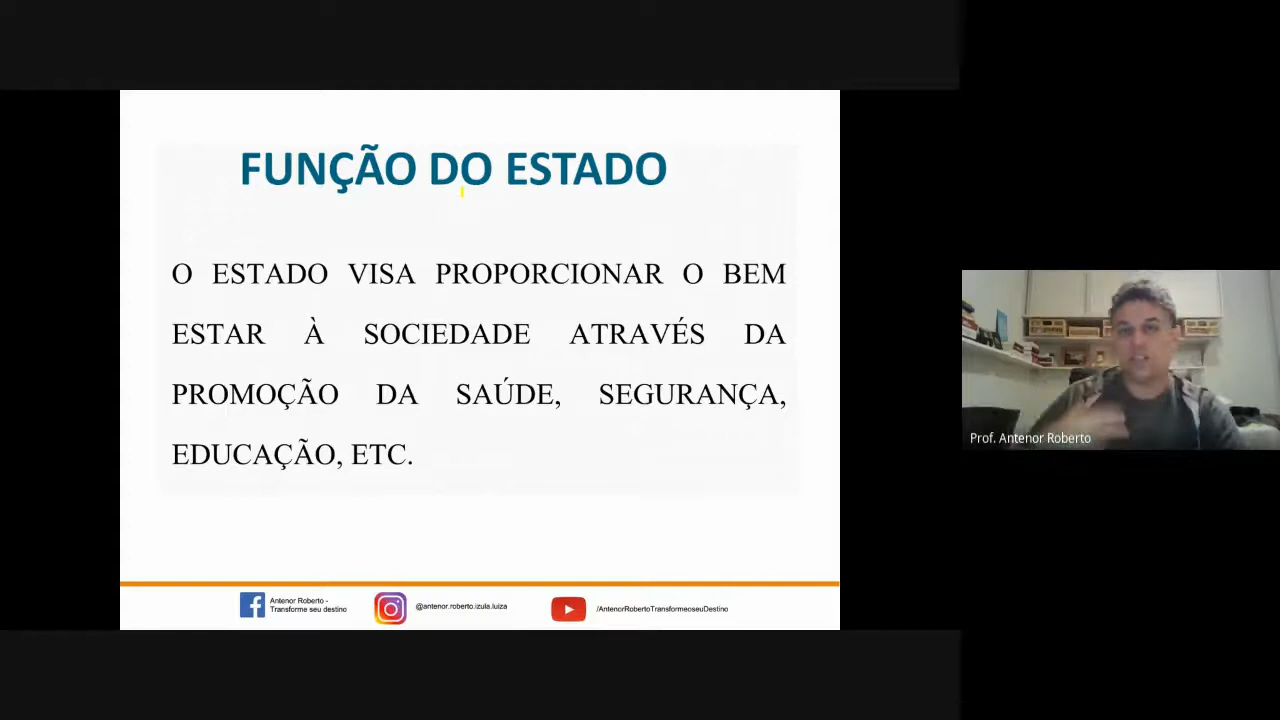 FUNÇÃO DO ESTADO
O ESTADO VISA PROPORCIONAR O BEM
ESTAR À SOCIEDADE ATRAVÉS DA
PROMOÇÃO DA SAÚDE, SEGURANÇA,
EDUCAÇÃO, ETC.
Prof. Antenor Roberto
Antenor Roberto -
Transforme seu destino
@antenor.roberto.izula.luiza
/AntenorRobertoTransformeoseuDestino